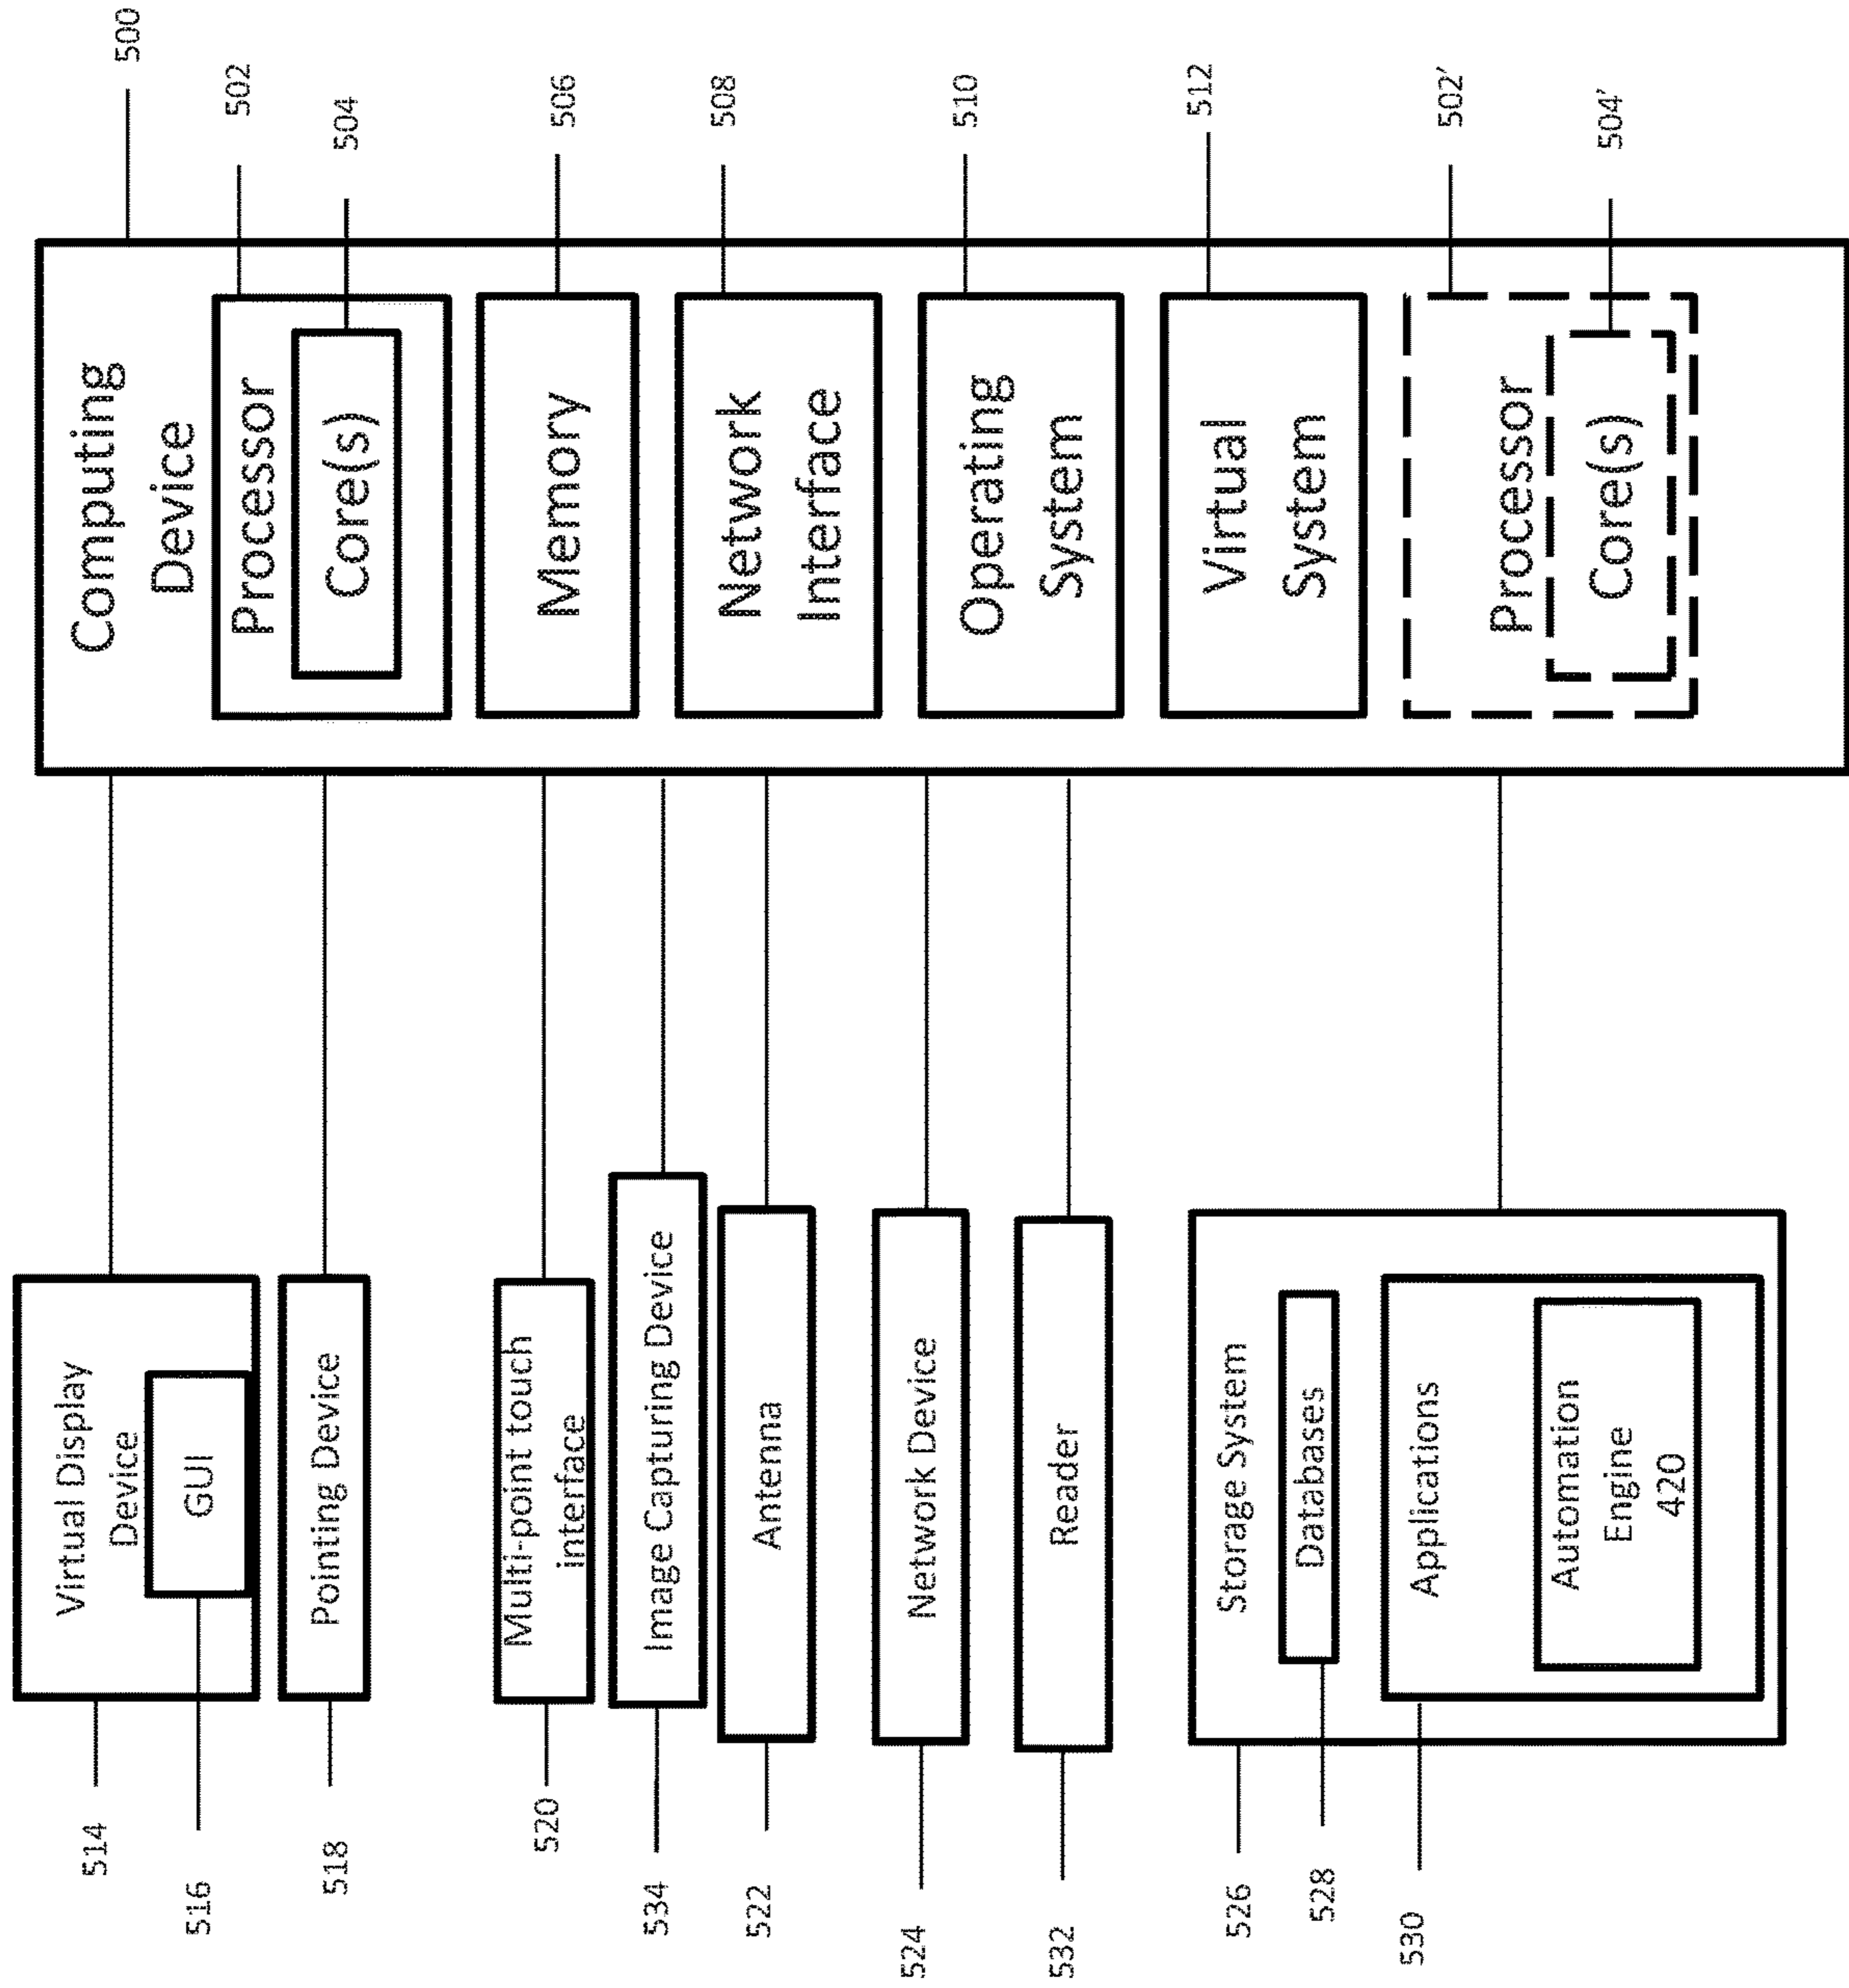 500
Computing
Device
502
Processor
504
Core(s)
506
Memory
508
Network
Interface
510
Operating
System
512
Virtual
System
502′
Processor
504′
Core(s)
514
Virtual Display
Device
516
GUI
518
Pointing Device
520
Multi-point touch
interface
534
Image Capturing Device
522
Antenna
524
Network Device
532
Reader
526
Storage System
528
Databases
530
Applications
Automation
Engine
420